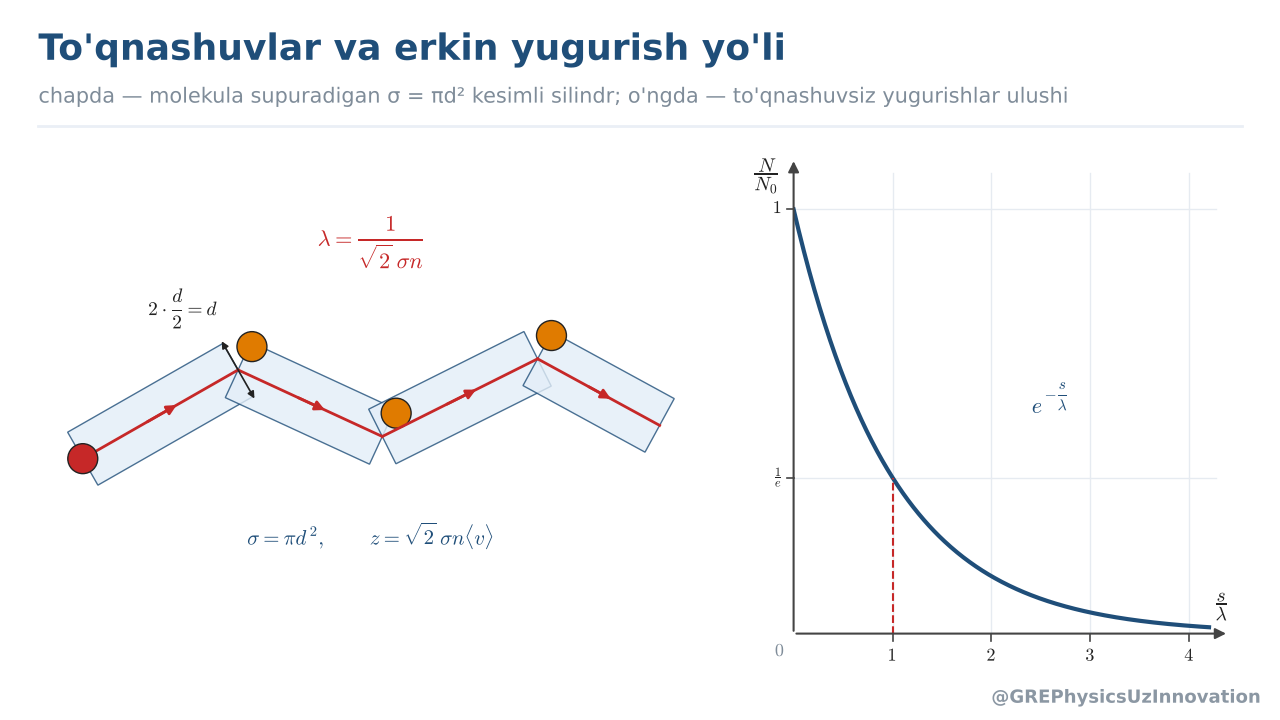 To'qnashuvlar va erkin yugurish yo'li
chapda — molekula supuradigan σ = πd² kesimli silindr; o'ngda — to'qnashuvsiz yugurishlar ulushi
λ = 1/(√2 σn)
2 · d/2 = d
σ = πd², z = √2 σn⟨v⟩
N/N₀
1
1/e
e^(−s/λ)
s/λ
0 1 2 3 4
@GREPhysicsUzInnovation